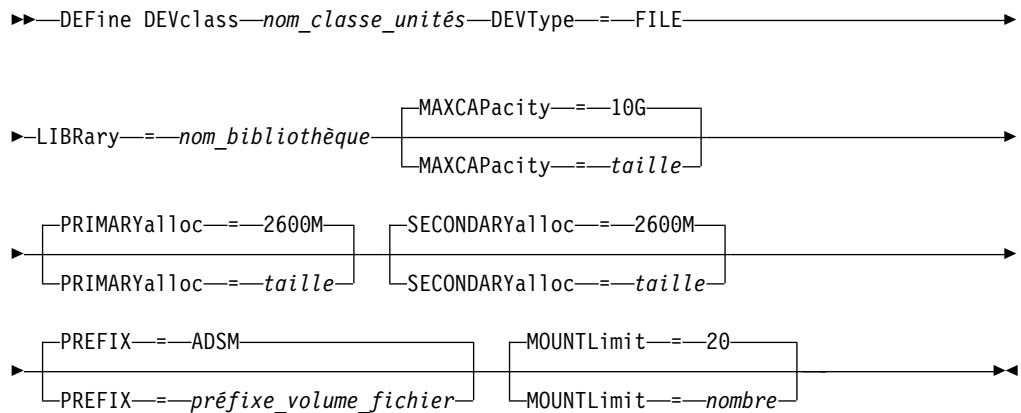 DEFine DEVclass nom_classe_unités DEVType = FILE
MAXCAPacity = 10G
LIBRary = nom_bibliothèque
MAXCAPacity = taille
PRIMARYalloc = 2600M SECONDARYalloc = 2600M
PRIMARYalloc = taille SECONDARYalloc = taille
PREFIX = ADSM MOUNTLimit = 20
PREFIX = préfixe_volume_fichier MOUNTLimit = nombre